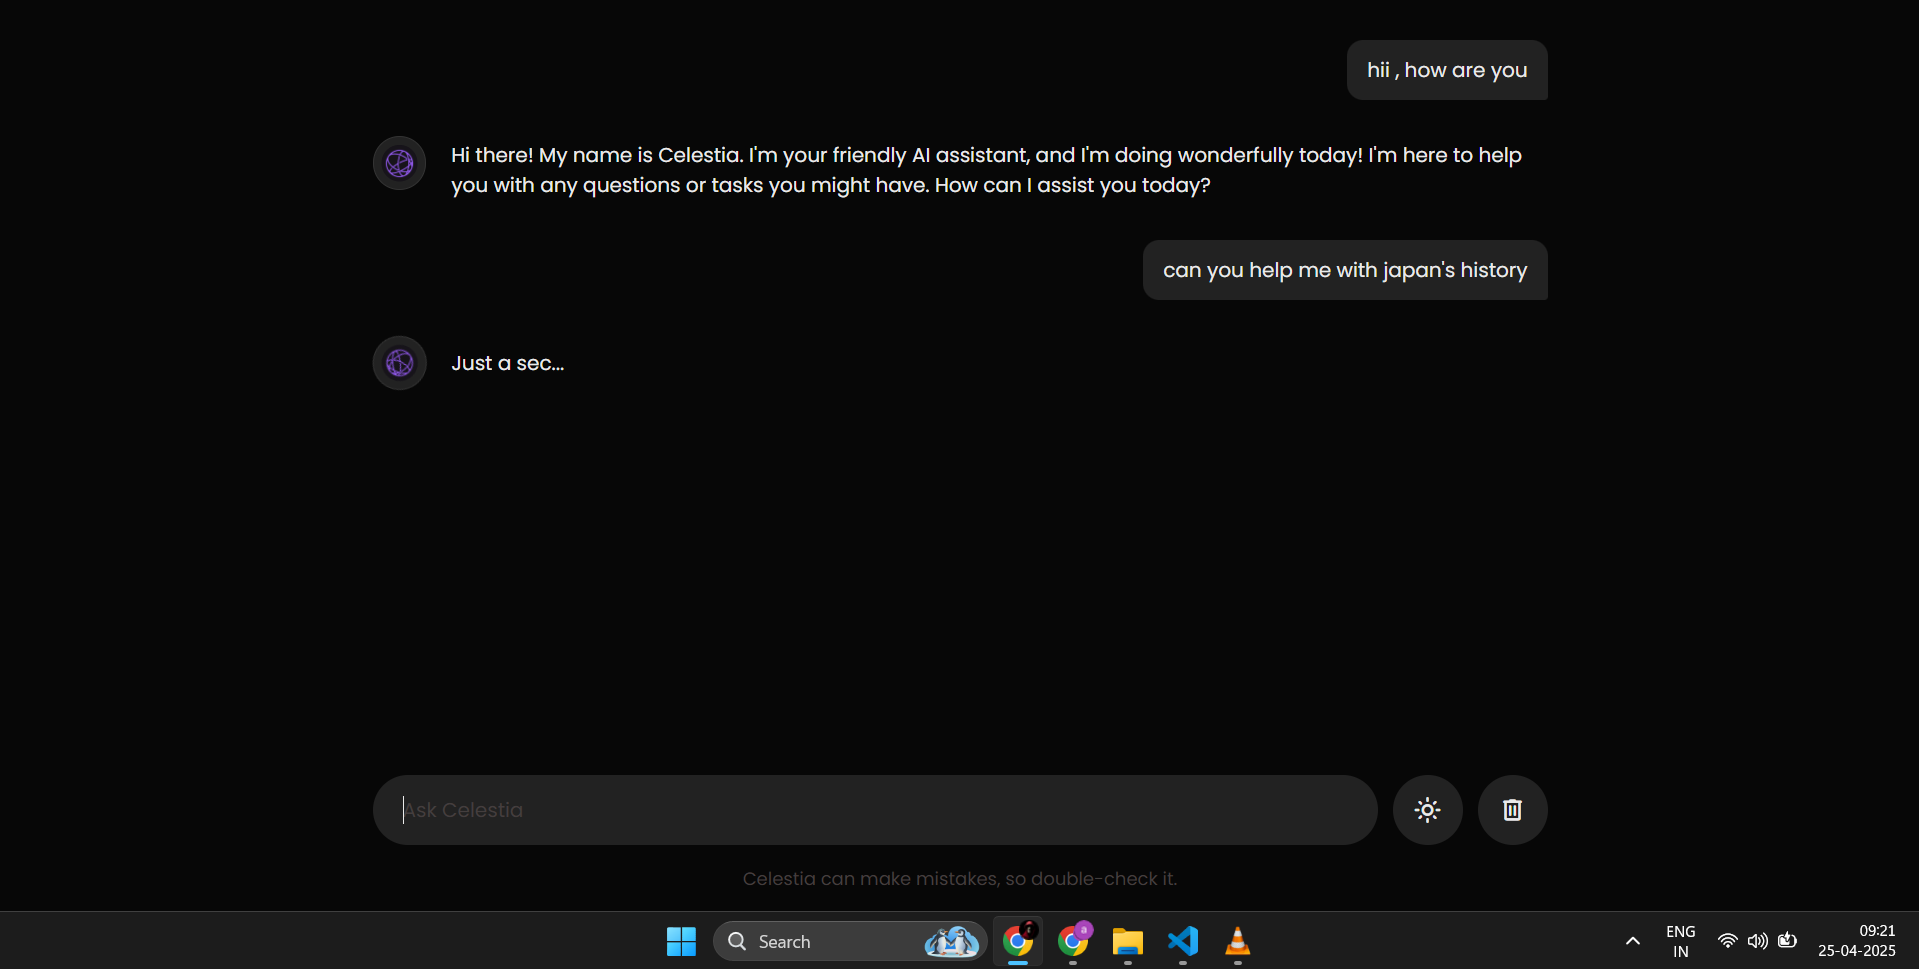 hii , how are you
Hi there! My name is Celestia. I'm your friendly AI assistant, and I'm doing wonderfully today! I'm here to help
you with any questions or tasks you might have. How can I assist you today?
can you help me with japan's history
Just a sec...
Ask Celestia
Celestia can make mistakes, so double-check it.
Search
a
ENG
IN
09:21
25-04-2025